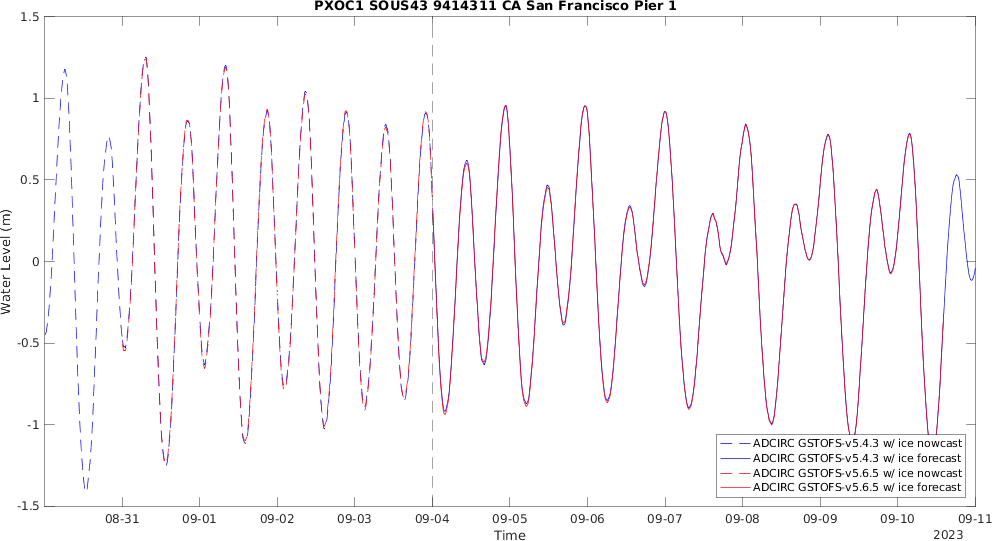 PXOC1 SOUS43 9414311 CA San Francisco Pier 1
1.5
1
0.5
0
-0.5
-1
-1.5
Water Level (m)
ADCIRC GSTOFS-v5.4.3 w/ ice nowcast
ADCIRC GSTOFS-v5.4.3 w/ ice forecast
ADCIRC GSTOFS-v5.6.5 w/ ice nowcast
ADCIRC GSTOFS-v5.6.5 w/ ice forecast
08-31 09-01 09-02 09-03 09-04 09-05 09-06 09-07 09-08 09-09 09-10 09-11
Time
2023